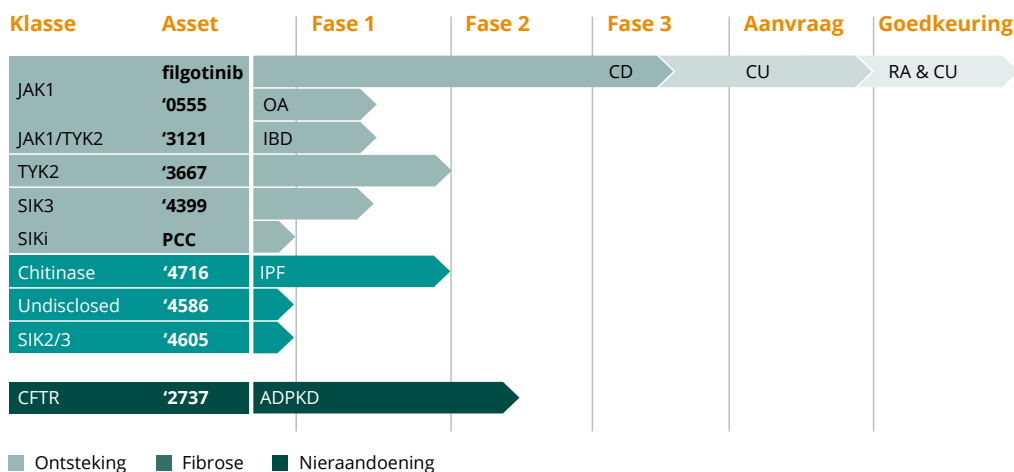 Klasse Asset Fase 1 Fase 2 Fase 3 Aanvraag Goedkeuring
JAK1 filgotinib CD CU RA & CU
‘0555 OA
JAK1/TYK2 ‘3121 IBD
TYK2 ‘3667
SIK3 ‘4399
SIKi PCC
Chitinase ‘4716 IPF
Undisclosed ‘4586
SIK2/3 ‘4605
CFTR ‘2737 ADPKD
Ontsteking Fibrose Nieraandoening